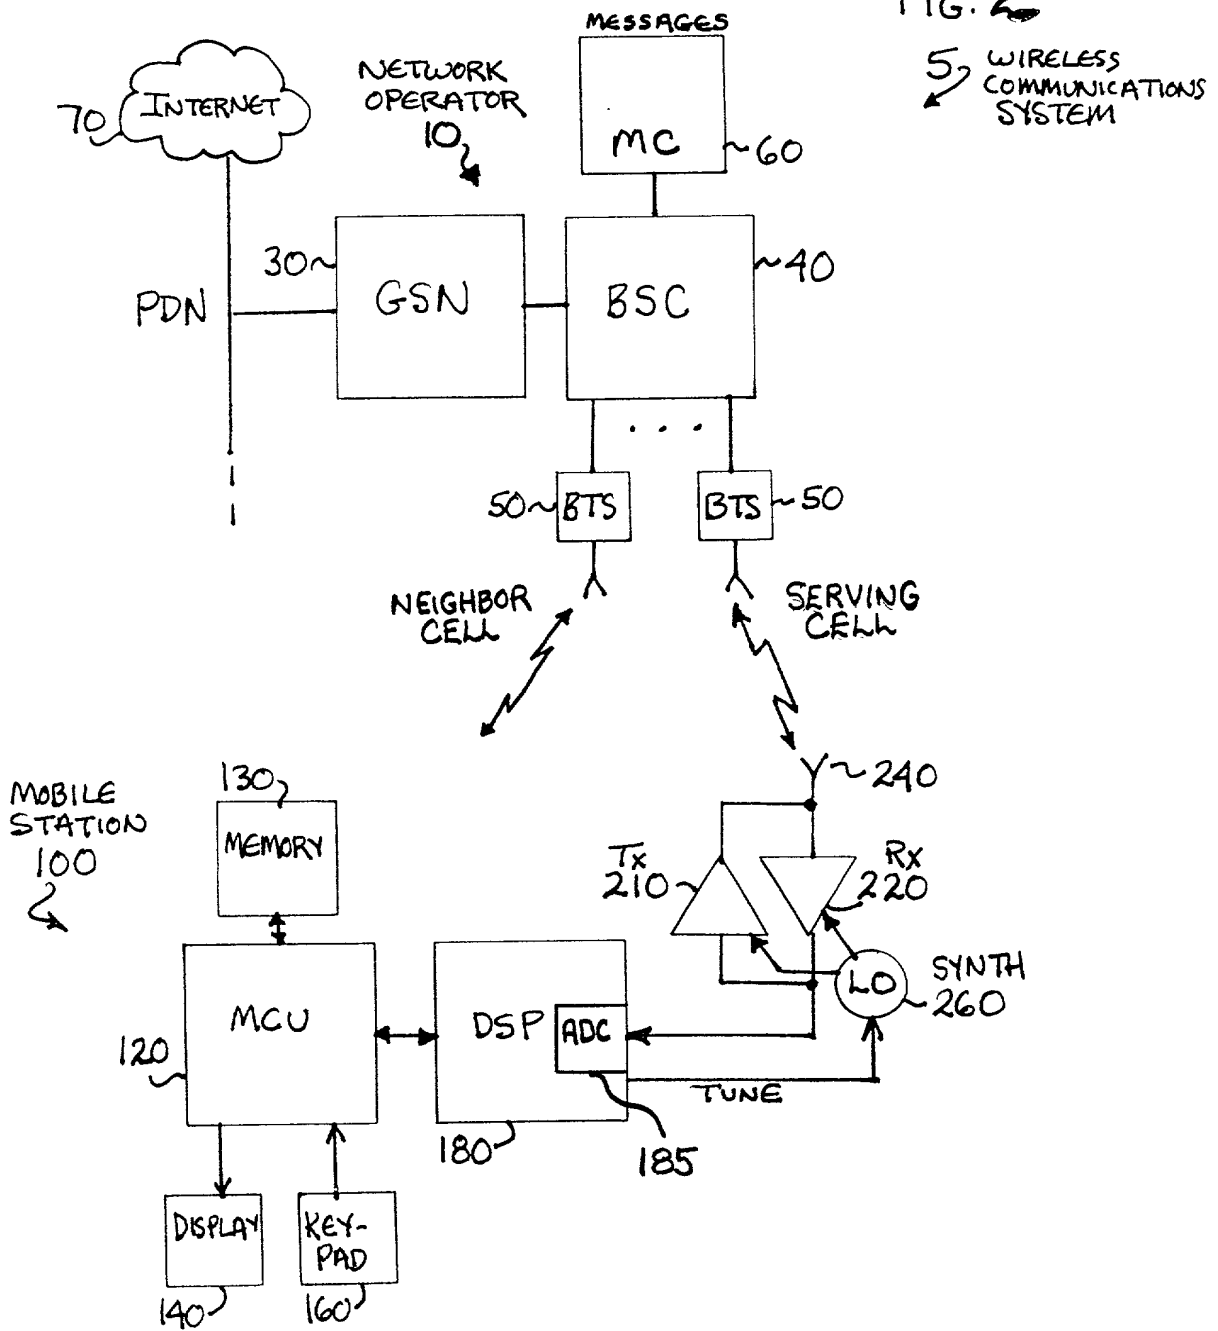 FIG. 2
MESSAGES
5
WIRELESS
COMMUNICATIONS
SYSTEM
NETWORK
OPERATOR
10
INTERNET
70
MC
60
30
GSN
BSC
40
PDN
. . .
50
BTS
BTS
50
NEIGHBOR
CELL
SERVING
CELL
240
MOBILE
STATION
100
130
MEMORY
Tx
210
Rx
220
LO
SYNTH
260
MCU
120
DSP
ADC
TUNE
180
185
DISPLAY
KEY-
PAD
140
160